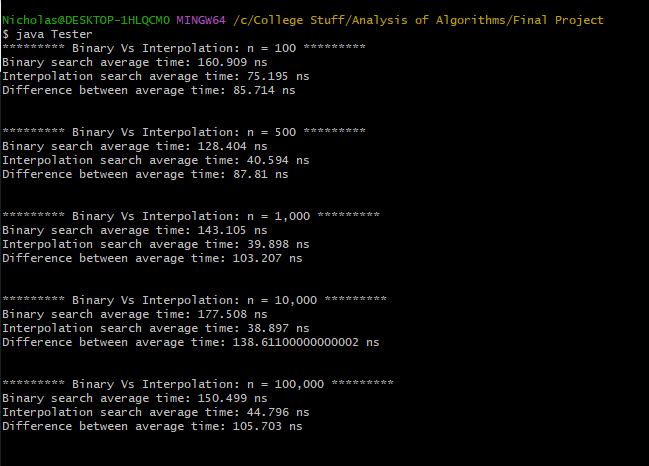 Nicholas@DESKTOP-1HLQCMO MINGW64 /c/College Stuff/Analysis of Algorithms/Final Project
$ java Tester
********* Binary Vs Interpolation: n = 100 *********
Binary search average time: 160.909 ns
Interpolation search average time: 75.195 ns
Difference between average time: 85.714 ns
********* Binary Vs Interpolation: n = 500 *********
Binary search average time: 128.404 ns
Interpolation search average time: 40.594 ns
Difference between average time: 87.81 ns
********* Binary Vs Interpolation: n = 1,000 *********
Binary search average time: 143.105 ns
Interpolation search average time: 39.898 ns
Difference between average time: 103.207 ns
********* Binary Vs Interpolation: n = 10,000 *********
Binary search average time: 177.508 ns
Interpolation search average time: 38.897 ns
Difference between average time: 138.61100000000002 ns
********* Binary Vs Interpolation: n = 100,000 *********
Binary search average time: 150.499 ns
Interpolation search average time: 44.796 ns
Difference between average time: 105.703 ns